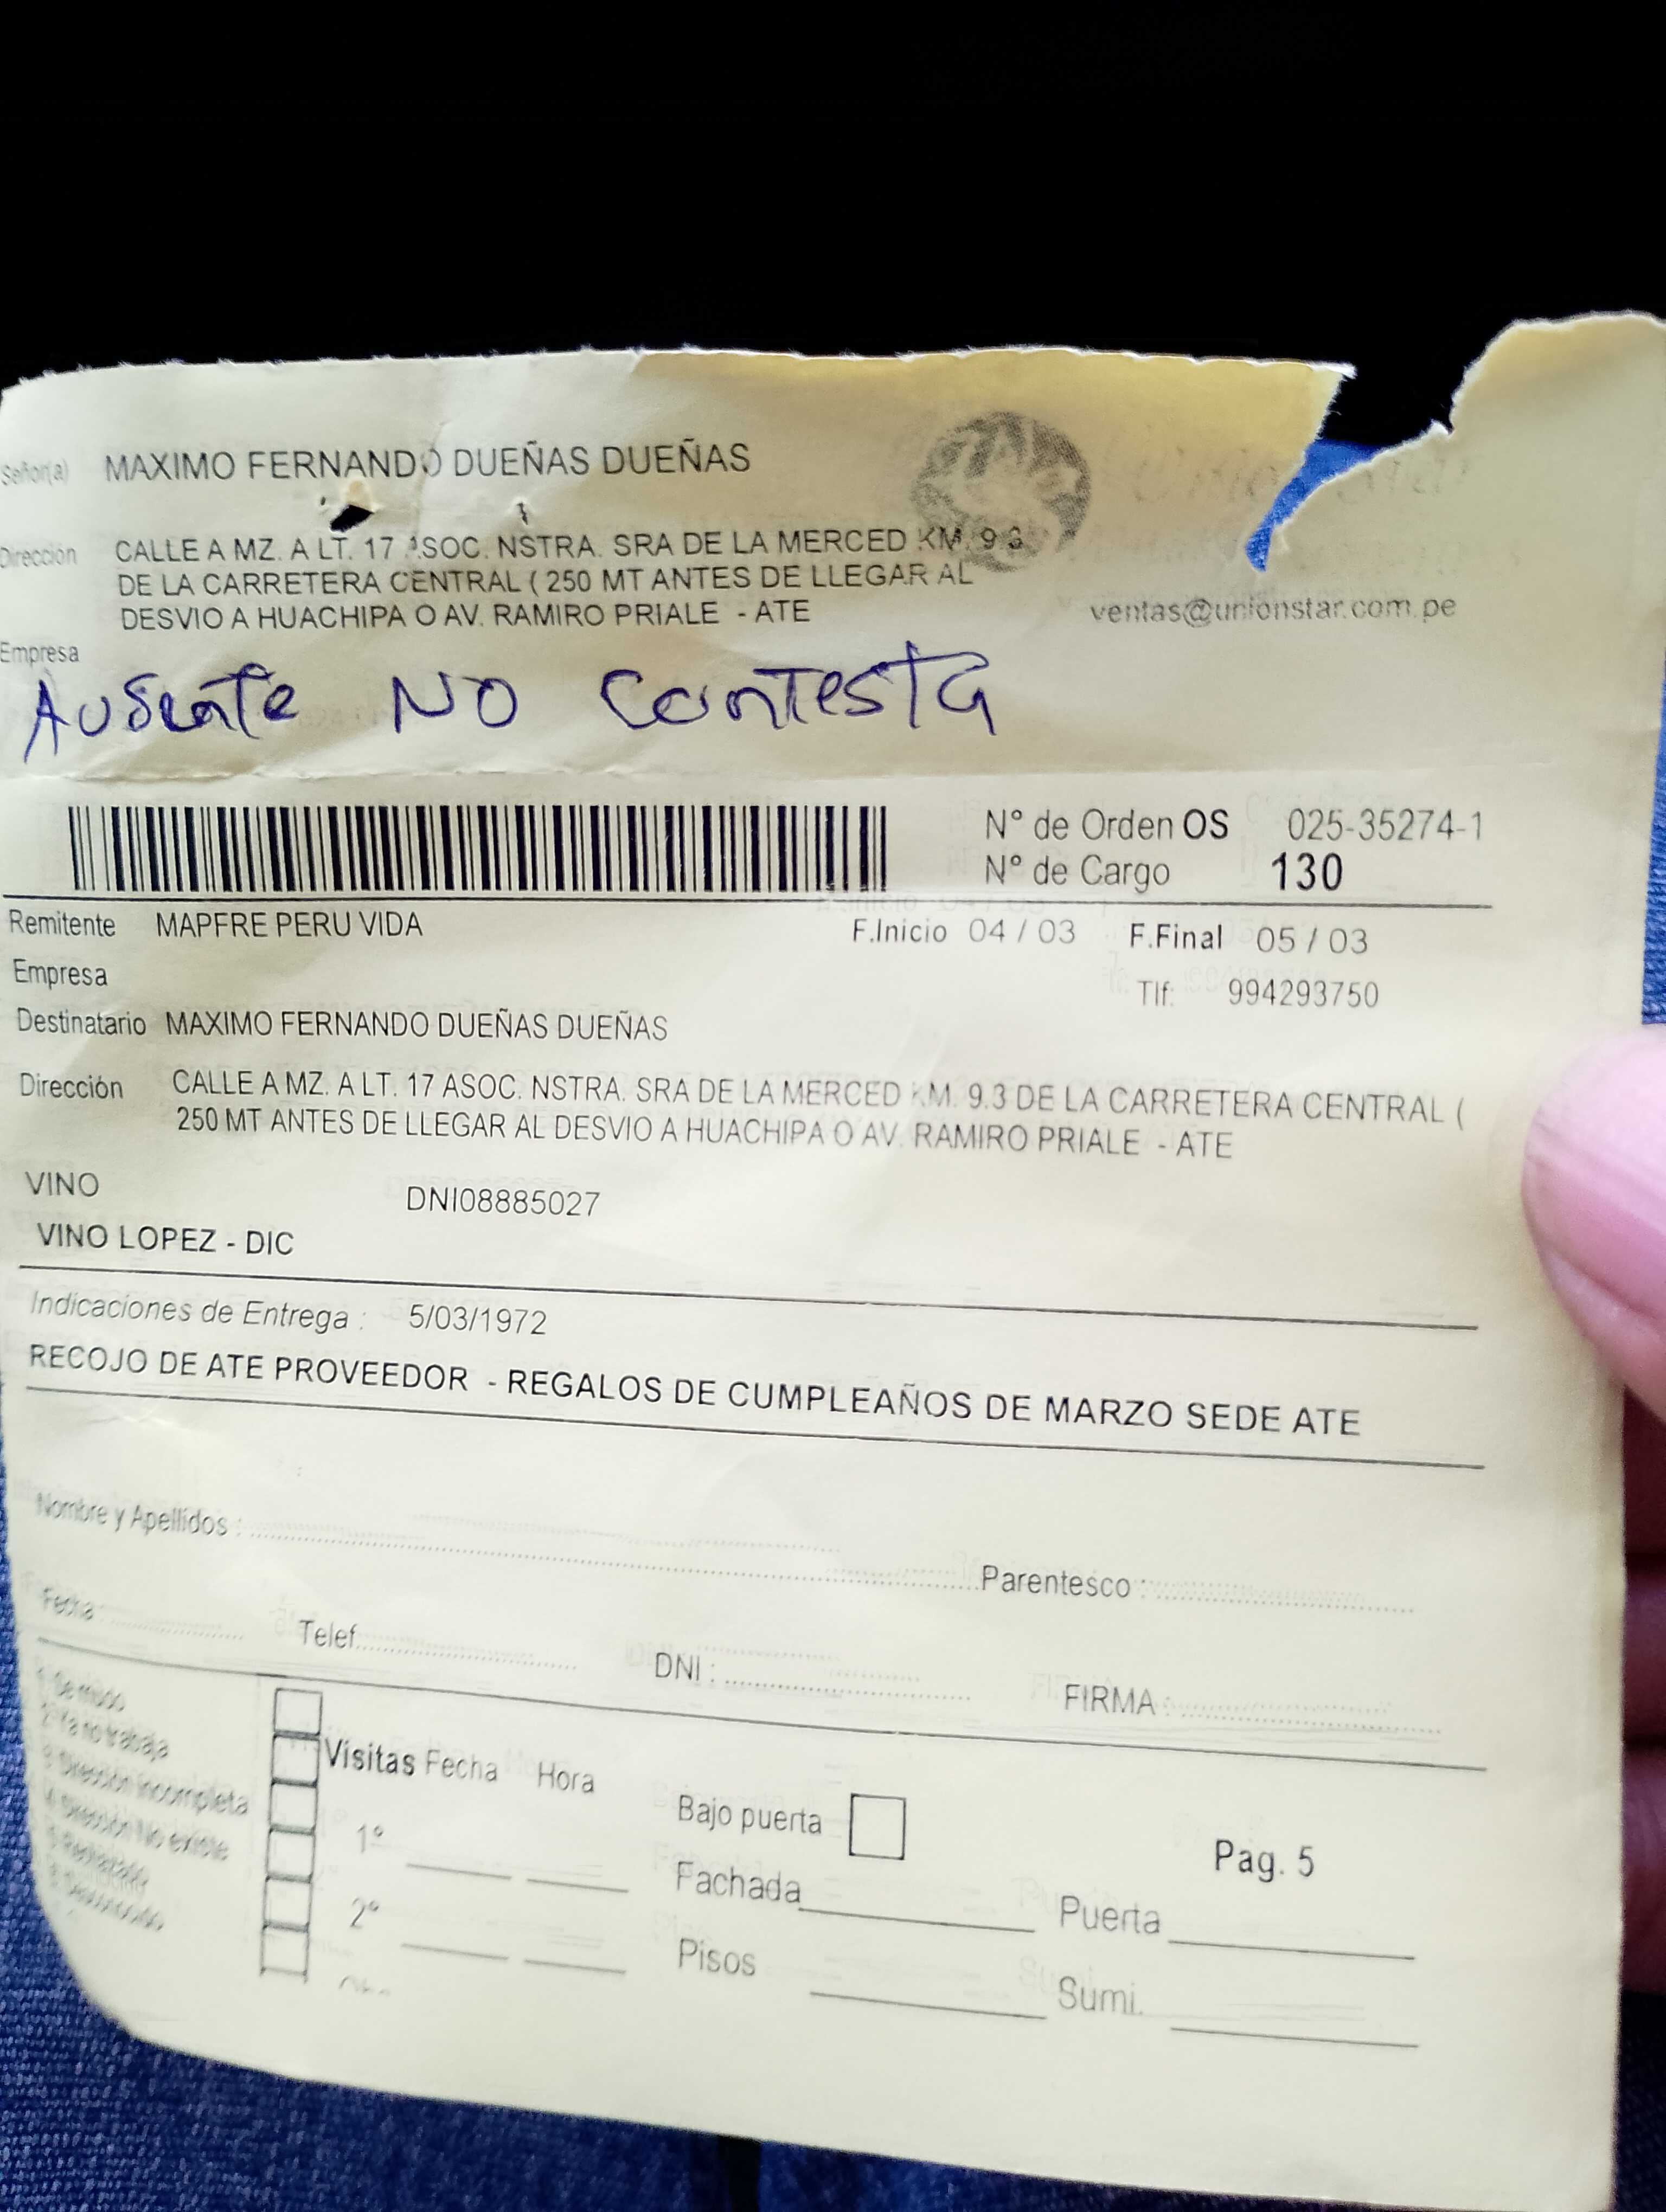 Señor(a) MAXIMO FERNANDO DUEÑAS DUEÑAS
Dirección CALLE A MZ. A LT. 17 ASOC. NSTRA. SRA DE LA MERCED KM. 9.3
DE LA CARRETERA CENTRAL ( 250 MT ANTES DE LLEGAR AL
DESVIO A HUACHIPA O AV. RAMIRO PRIALE - ATE
ventas@unionstar.com.pe
Empresa
Ausente NO contesta
N° de Orden OS 025-35274-1
N° de Cargo 130
Remitente MAPFRE PERU VIDA F.Inicio 04 / 03 F.Final 05 / 03
Empresa Tlf: 994293750
Destinatario MAXIMO FERNANDO DUEÑAS DUEÑAS
Dirección CALLE A MZ. A LT. 17 ASOC. NSTRA. SRA DE LA MERCED KM. 9.3 DE LA CARRETERA CENTRAL (
250 MT ANTES DE LLEGAR AL DESVIO A HUACHIPA O AV. RAMIRO PRIALE - ATE
VINO DNI08885027
VINO LOPEZ - DIC
Indicaciones de Entrega : 5/03/1972
RECOJO DE ATE PROVEEDOR - REGALOS DE CUMPLEAÑOS DE MARZO SEDE ATE
Nombre y Apellidos : Parentesco :
Fecha Telef. DNI : FIRMA :
1 Se mudo
2 Ya no trabaja
3 Dirección incompleta
4 Dirección No existe
5 Rechazado
Visitas Fecha Hora
1°
2°
Bajo puerta
Pag. 5
Fachada Puerta
Pisos Sumi.